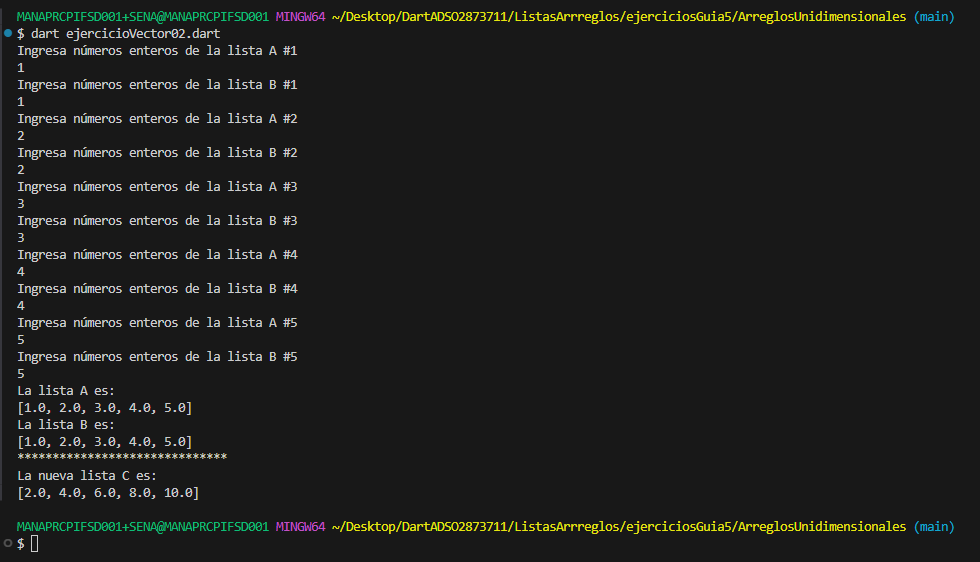 MANAPRCPIFSD001+SENA@MANAPRCPIFSD001 MINGW64 ~/Desktop/DartADSO2873711/ListasArrreglos/ejerciciosGuia5/ArreglosUnidimensionales (main)
$ dart ejercicioVector02.dart
Ingresa números enteros de la lista A #1
1
Ingresa números enteros de la lista B #1
1
Ingresa números enteros de la lista A #2
2
Ingresa números enteros de la lista B #2
2
Ingresa números enteros de la lista A #3
3
Ingresa números enteros de la lista B #3
3
Ingresa números enteros de la lista A #4
4
Ingresa números enteros de la lista B #4
4
Ingresa números enteros de la lista A #5
5
Ingresa números enteros de la lista B #5
5
La lista A es:
[1.0, 2.0, 3.0, 4.0, 5.0]
La lista B es:
[1.0, 2.0, 3.0, 4.0, 5.0]
******************************
La nueva lista C es:
[2.0, 4.0, 6.0, 8.0, 10.0]
MANAPRCPIFSD001+SENA@MANAPRCPIFSD001 MINGW64 ~/Desktop/DartADSO2873711/ListasArrreglos/ejerciciosGuia5/ArreglosUnidimensionales (main)
$